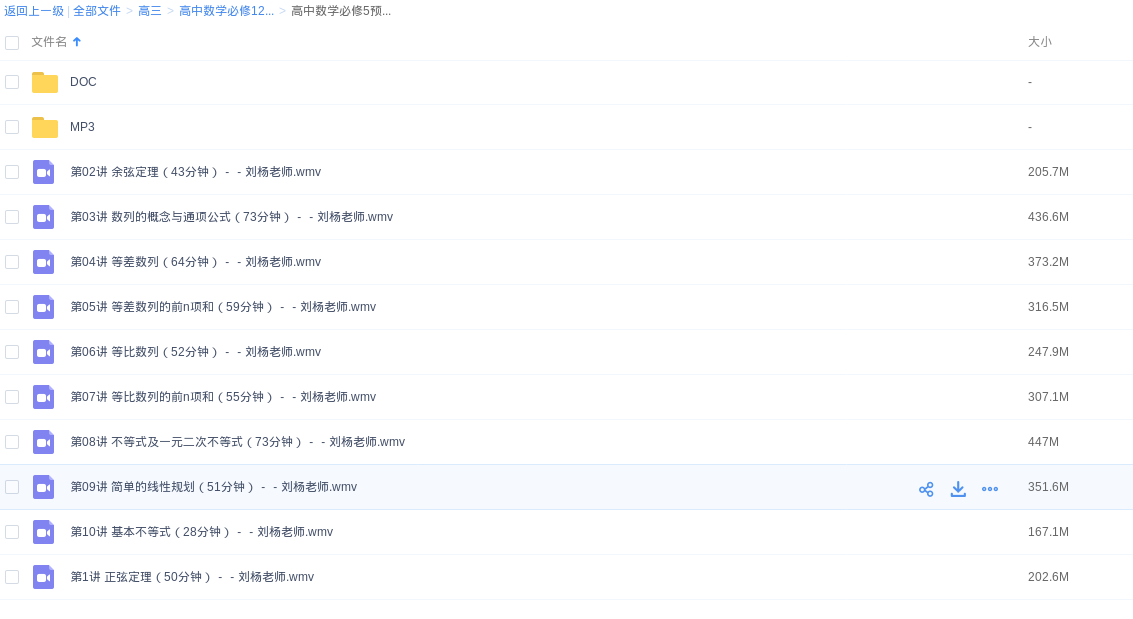 返回上一级 | 全部文件 > 高三 > 高中数学必修12... > 高中数学必修5预...
文件名 大小
DOC -
MP3 -
第02讲 余弦定理（43分钟） - - 刘杨老师.wmv 205.7M
第03讲 数列的概念与通项公式（73分钟） - - 刘杨老师.wmv 436.6M
第04讲 等差数列（64分钟） - - 刘杨老师.wmv 373.2M
第05讲 等差数列的前n项和（59分钟） - - 刘杨老师.wmv 316.5M
第06讲 等比数列（52分钟） - - 刘杨老师.wmv 247.9M
第07讲 等比数列的前n项和（55分钟） - - 刘杨老师.wmv 307.1M
第08讲 不等式及一元二次不等式（73分钟） - - 刘杨老师.wmv 447M
第09讲 简单的线性规划（51分钟） - - 刘杨老师.wmv 351.6M
第10讲 基本不等式（28分钟） - - 刘杨老师.wmv 167.1M
第1讲 正弦定理（50分钟） - - 刘杨老师.wmv 202.6M